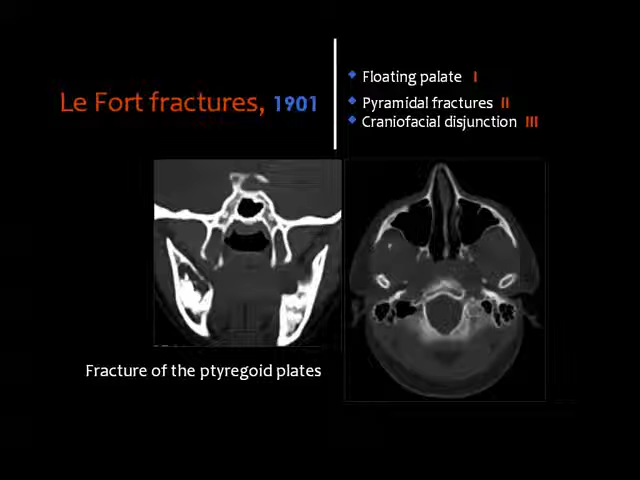 Le Fort fractures, 1901
Floating palate I
Pyramidal fractures II
Craniofacial disjunction III
Fracture of the ptyregoid plates